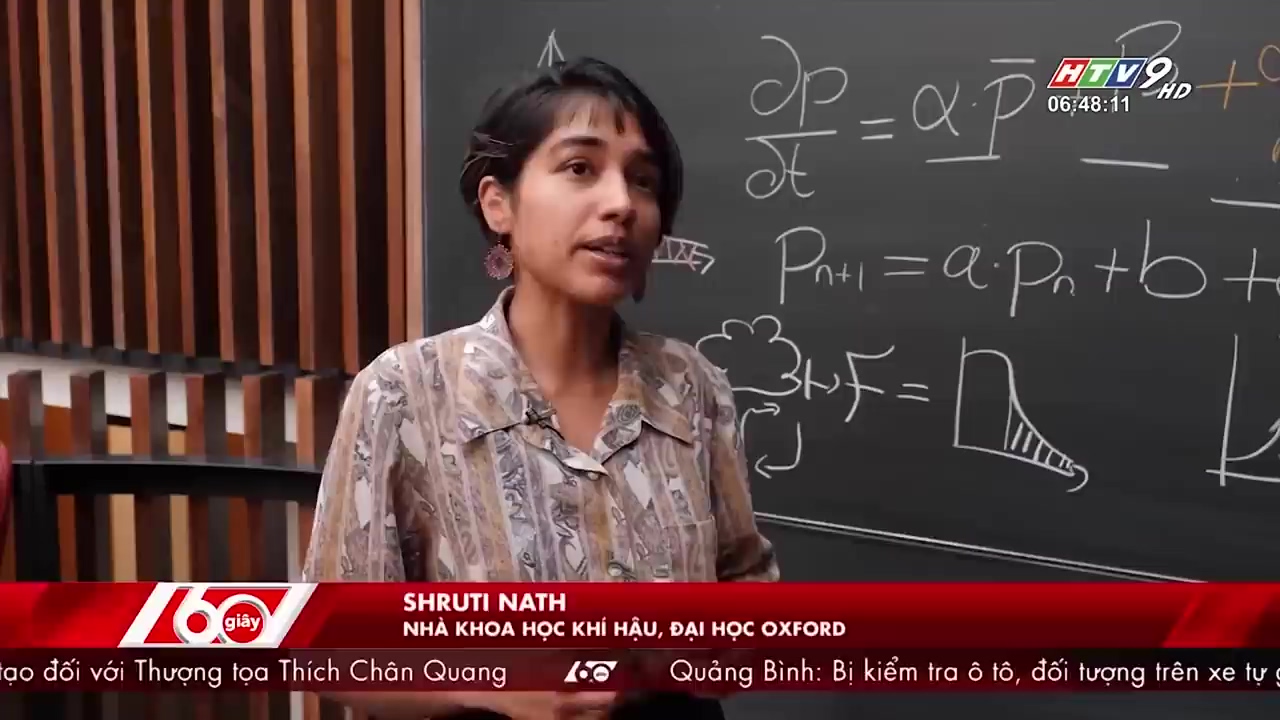 HTV9 HD
06:48:11
∂p/∂t = α·p̄
pn+1 = a·pn + b +
F =
60 giây
SHRUTI NATH
NHÀ KHOA HỌC KHÍ HẬU, ĐẠI HỌC OXFORD
tạo đối với Thượng tọa Thích Chân Quang 60 giây Quảng Bình: Bị kiểm tra ô tô, đối tượng trên xe tự